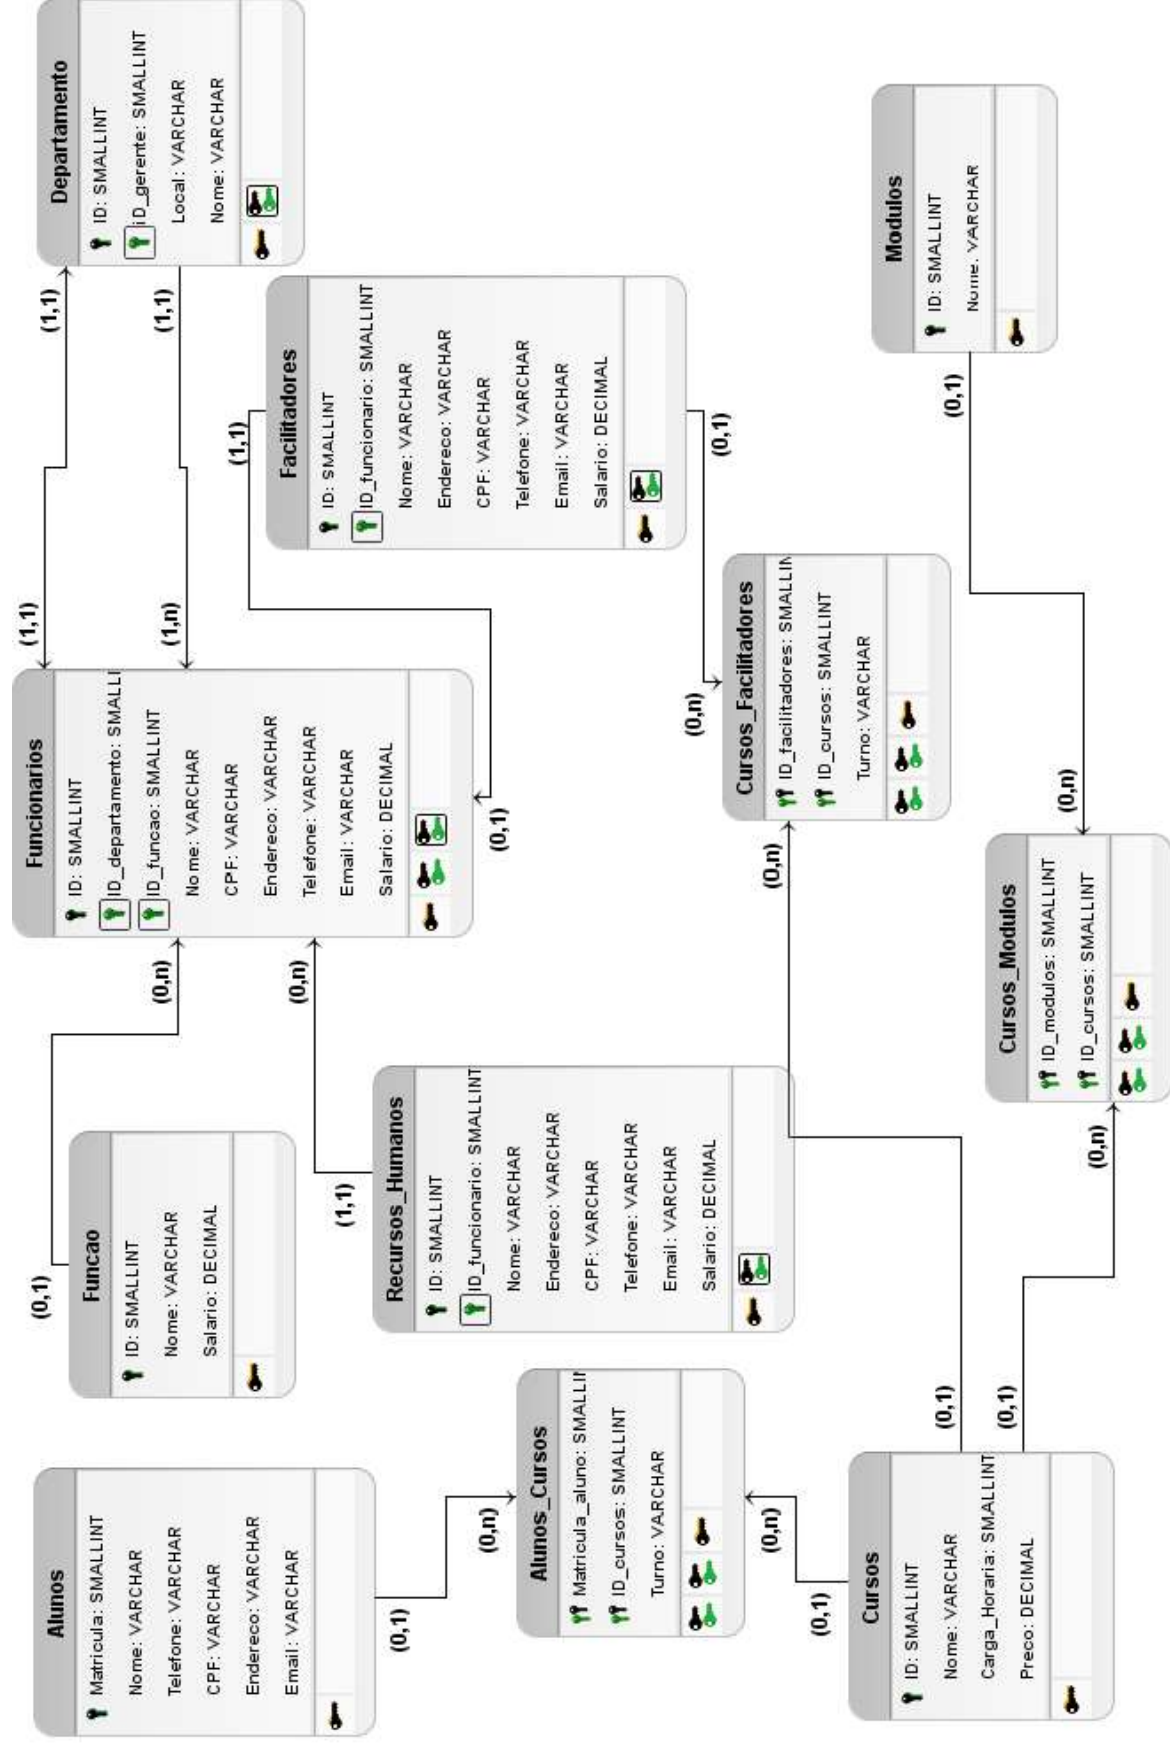 Alunos
Matricula: SMALLINT
Nome: VARCHAR
Telefone: VARCHAR
CPF: VARCHAR
Endereco: VARCHAR
Email: VARCHAR
(0,1)
(0,n)
Funcao
ID: SMALLINT
Nome: VARCHAR
Salario: DECIMAL
(0,1)
(0,n)
Funcionarios
ID: SMALLINT
ID_departamento: SMALLI
ID_funcao: SMALLINT
Nome: VARCHAR
CPF: VARCHAR
Endereco: VARCHAR
Telefone: VARCHAR
Email: VARCHAR
Salario: DECIMAL
(1,1)
(1,n)
(0,n)
(0,1)
Departamento
ID: SMALLINT
ID_gerente: SMALLINT
Local: VARCHAR
Nome: VARCHAR
(1,1)
(1,1)
Alunos_Cursos
Matricula_aluno: SMALLIN
ID_cursos: SMALLINT
Turno: VARCHAR
(0,n)
Recursos_Humanos
ID: SMALLINT
ID_funcionario: SMALLINT
Nome: VARCHAR
Endereco: VARCHAR
CPF: VARCHAR
Telefone: VARCHAR
Email: VARCHAR
Salario: DECIMAL
(1,1)
Facilitadores
ID: SMALLINT
ID_funcionario: SMALLINT
Nome: VARCHAR
Endereco: VARCHAR
CPF: VARCHAR
Telefone: VARCHAR
Email: VARCHAR
Salario: DECIMAL
(1,1)
(0,1)
Cursos
ID: SMALLINT
Nome: VARCHAR
Carga_Horaria: SMALLINT
Preco: DECIMAL
(0,1)
(0,1)
(0,1)
Cursos_Facilitadores
ID_facilitadores: SMALLIN
ID_cursos: SMALLINT
Turno: VARCHAR
(0,n)
(0,n)
Cursos_Modulos
ID_modulos: SMALLINT
ID_cursos: SMALLINT
(0,n)
(0,n)
Modulos
ID: SMALLINT
Nome: VARCHAR
(0,1)